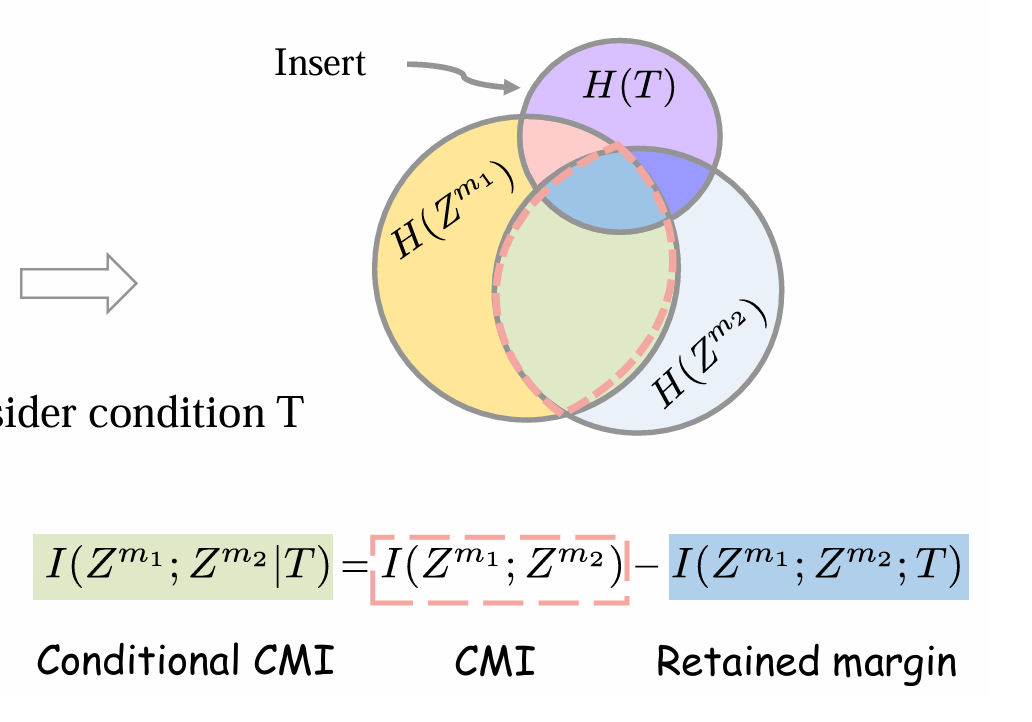 Insert
H(T)
H(Z^{m_1})
H(Z^{m_2})
sider condition T
I(Z^{m_1}; Z^{m_2}|T) = I(Z^{m_1}; Z^{m_2}) − I(Z^{m_1}; Z^{m_2}; T)
Conditional CMI CMI Retained margin